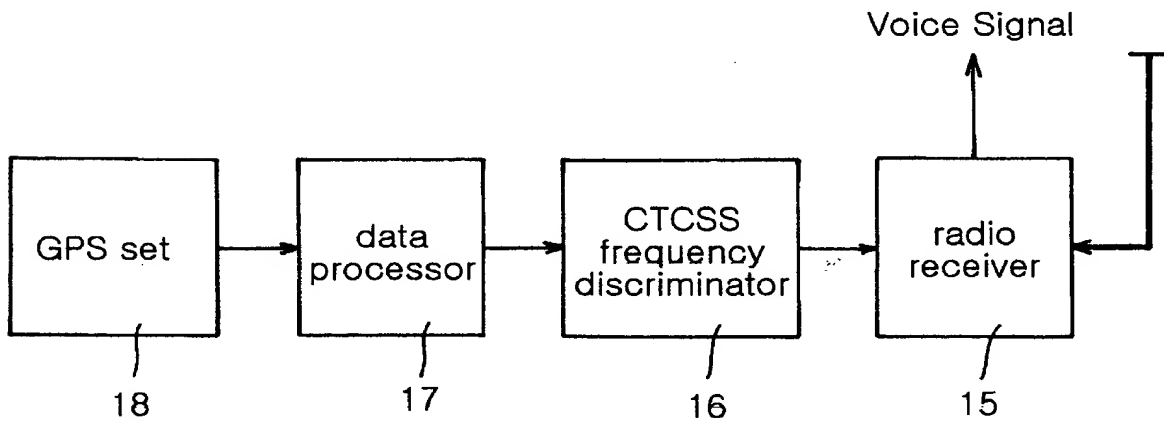 Voice Signal
GPS set
data
processor
CTCSS
frequency
discriminator
radio
receiver
18
17
16
15